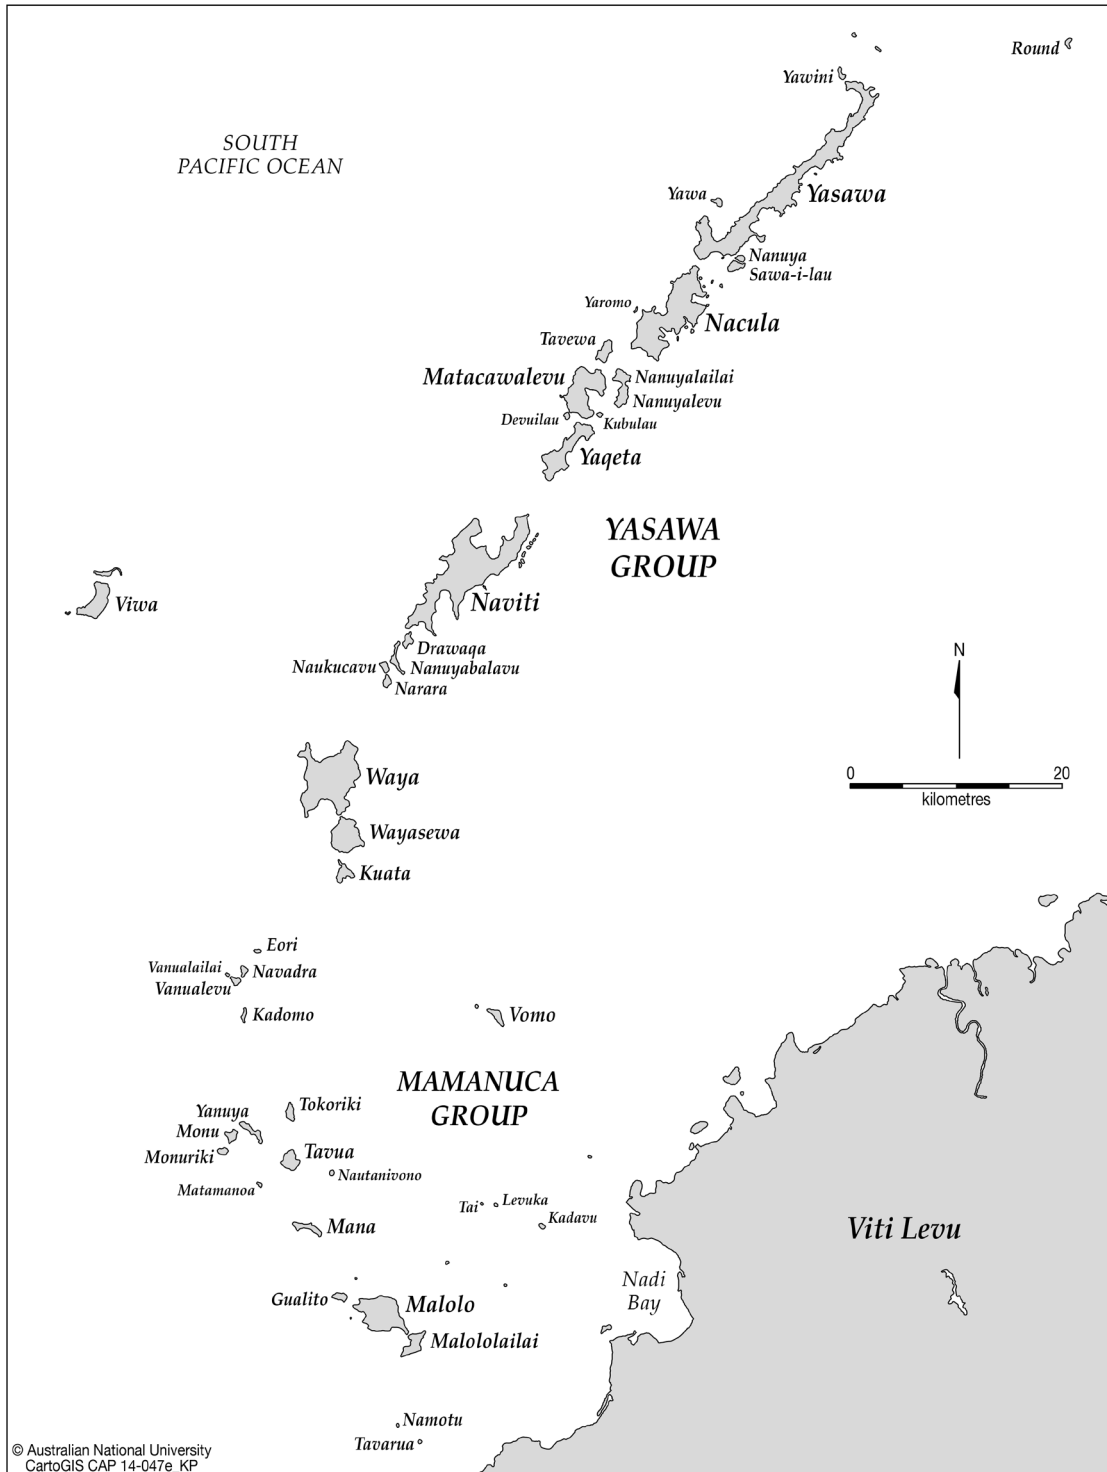 Round
Yawini
SOUTH
PACIFIC OCEAN
Yawa
Yasawa
Nanuya
Sawa-i-lau
Yaromo
Nacula
Tavewa
Matacawalevu
Nanuyalailai
Nanuyalevu
Devuilau
Kubulau
Yaqeta
YASAWA
GROUP
Viwa
Naviti
Drawaqa
Naukucavu
Nanuyabalavu
Narara
N
Waya
0 20
kilometres
Wayasewa
Kuata
Eori
Vanualailai
Navadra
Vanualevu
Kadomo
Vomo
MAMANUCA
GROUP
Tokoriki
Yanuya
Monu
Monuriki
Tavua
Nautanivono
Matamanoa
Tai
Levuka
Kadavu
Mana
Viti Levu
Nadi
Bay
Gualito
Malolo
Malololailai
Namotu
Tavarua
© Australian National University
CartoGIS CAP 14-047e_KP